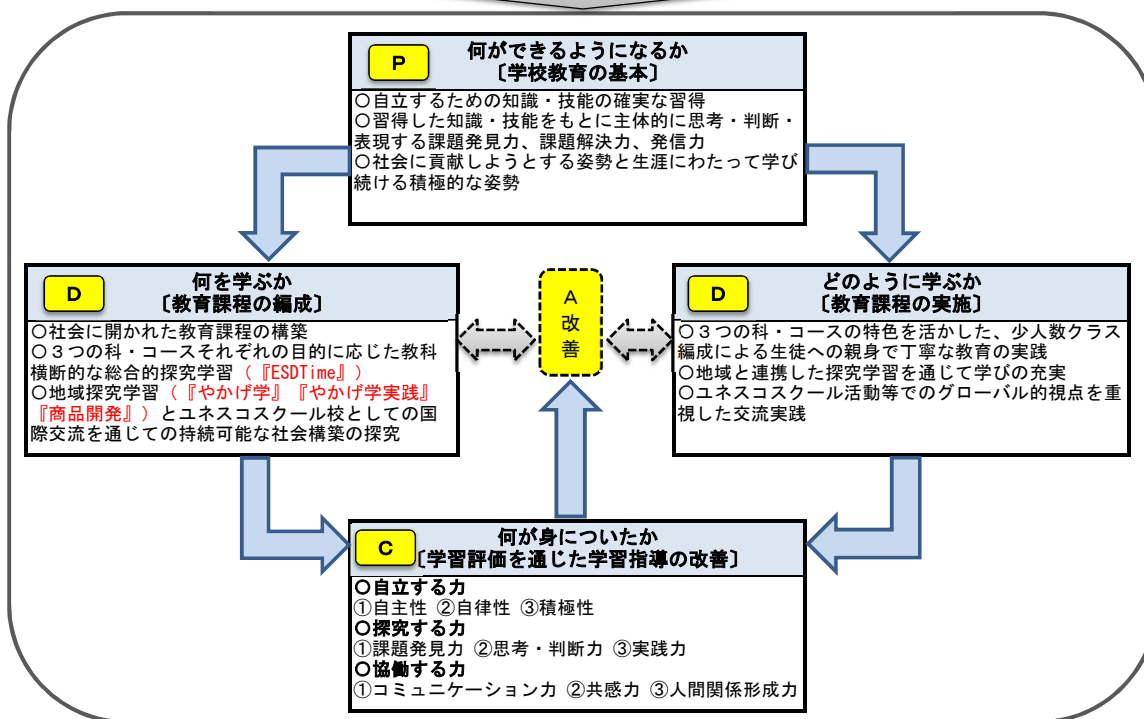 P
何ができるようになるか
〔学校教育の基本〕
○自立するための知識・技能の確実な習得
○習得した知識・技能をもとに主体的に思考・判断・
表現する課題発見力、課題解決力、発信力
○社会に貢献しようとする姿勢と生涯にわたって学び
続ける積極的な姿勢
D
何を学ぶか
〔教育課程の編成〕
○社会に開かれた教育課程の構築
○３つの科・コースそれぞれの目的に応じた教科
横断的な総合的探究学習（『ESDTime』）
○地域探究学習（『やかげ学』『やかげ学実践』
『商品開発』）とユネスコスクール校としての国
際交流を通じての持続可能な社会構築の探究
A
改
善
D
どのように学ぶか
〔教育課程の実施〕
○３つの科・コースの特色を活かした、少人数クラス
編成による生徒への親身で丁寧な教育の実践
○地域と連携した探究学習を通じて学びの充実
○ユネスコスクール活動等でのグローバル的視点を重
視した交流実践
C
何が身についたか
〔学習評価を通じた学習指導の改善〕
○自立する力
①自主性 ②自律性 ③積極性
○探究する力
①課題発見力 ②思考・判断力 ③実践力
○協働する力
①コミュニケーション力 ②共感力 ③人間関係形成力